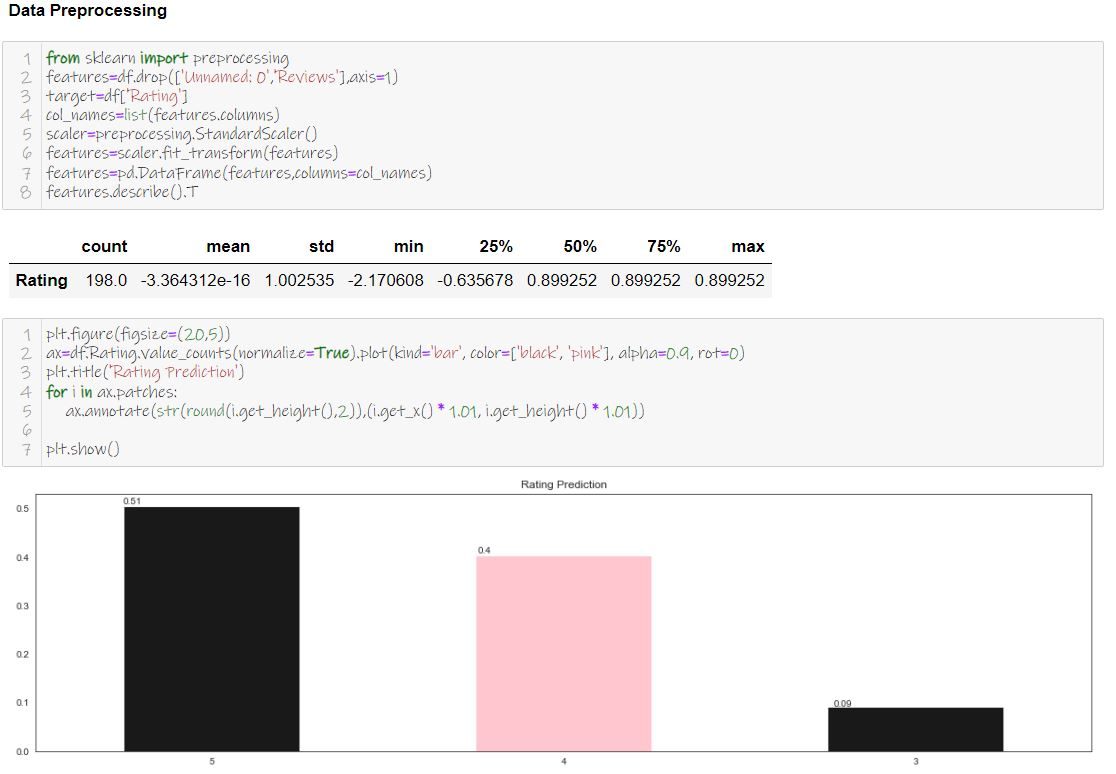 Data Preprocessing
1 from sklearn import preprocessing
2 features=df.drop(['Unnamed: 0','Reviews'],axis=1)
3 target=df['Rating']
4 col_names=list(features.columns)
5 scaler=preprocessing.StandardScaler()
6 features=scaler.fit_transform(features)
7 features=pd.DataFrame(features,columns=col_names)
8 features.describe().T
count mean std min 25% 50% 75% max
Rating 198.0 -3.364312e-16 1.002535 -2.170608 -0.635678 0.899252 0.899252 0.899252
1 plt.figure(figsize=(20,5))
2 ax=df.Rating.value_counts(normalize=True).plot(kind='bar', color=['black', 'pink'], alpha=0.9, rot=0)
3 plt.title('Rating Prediction')
4 for i in ax.patches:
5 ax.annotate(str(round(i.get_height(),2)),(i.get_x() * 1.01, i.get_height() * 1.01))
6
7 plt.show()
Rating Prediction
0.51
0.5
0.4
0.4
0.3
0.2
0.09
0.1
0.0
5 4 3